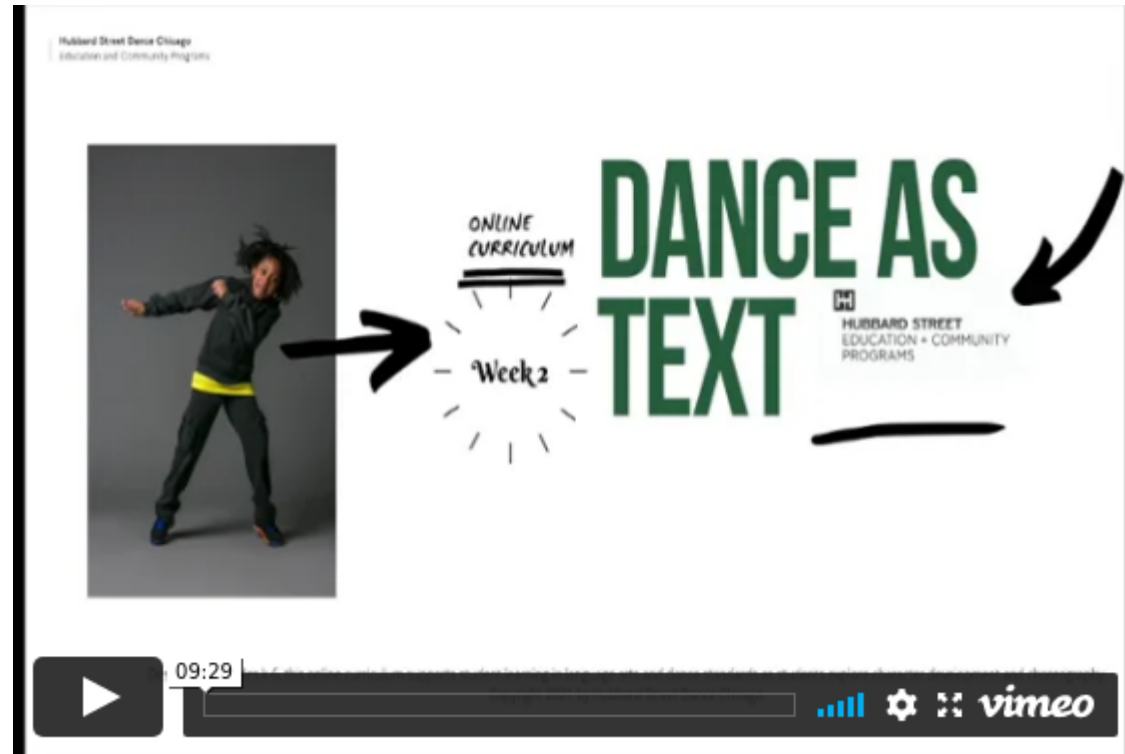 Hubbard Street Dance Chicago
Education and Community Programs
ONLINE
CURRICULUM
Week 2
DANCE AS
TEXT
H
HUBBARD STREET
EDUCATION + COMMUNITY
PROGRAMS
09:29
vimeo